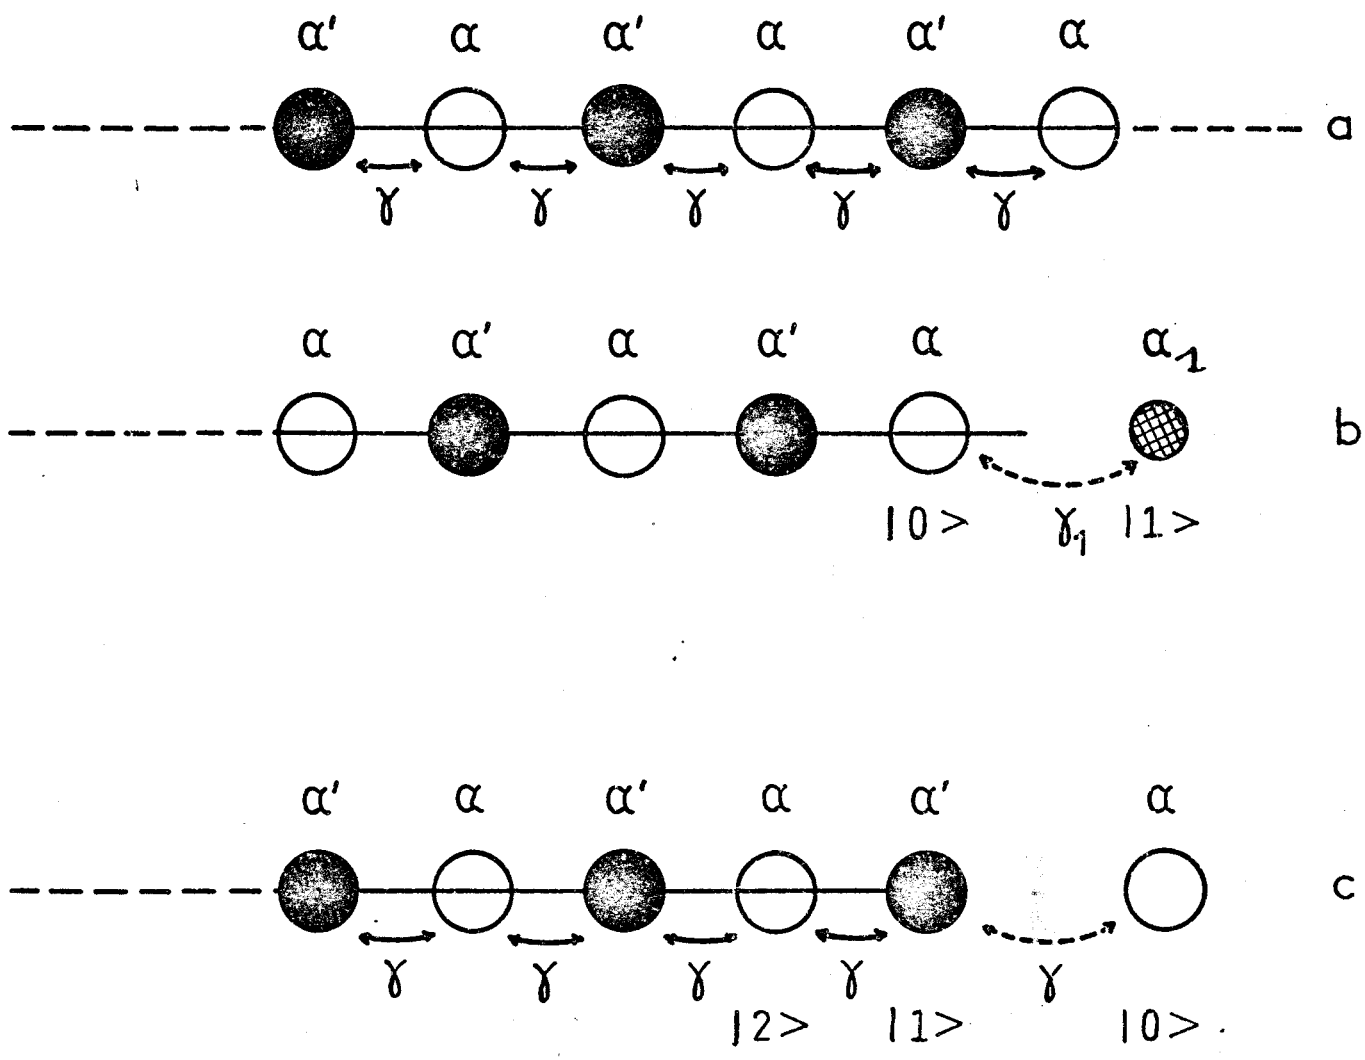 α' α α' α α' α
a
γ γ γ γ γ
α α' α α' α α₁
b
|0> γ₁ |1>
α' α α' α α' α
c
γ γ γ γ γ
|2> |1> |0>